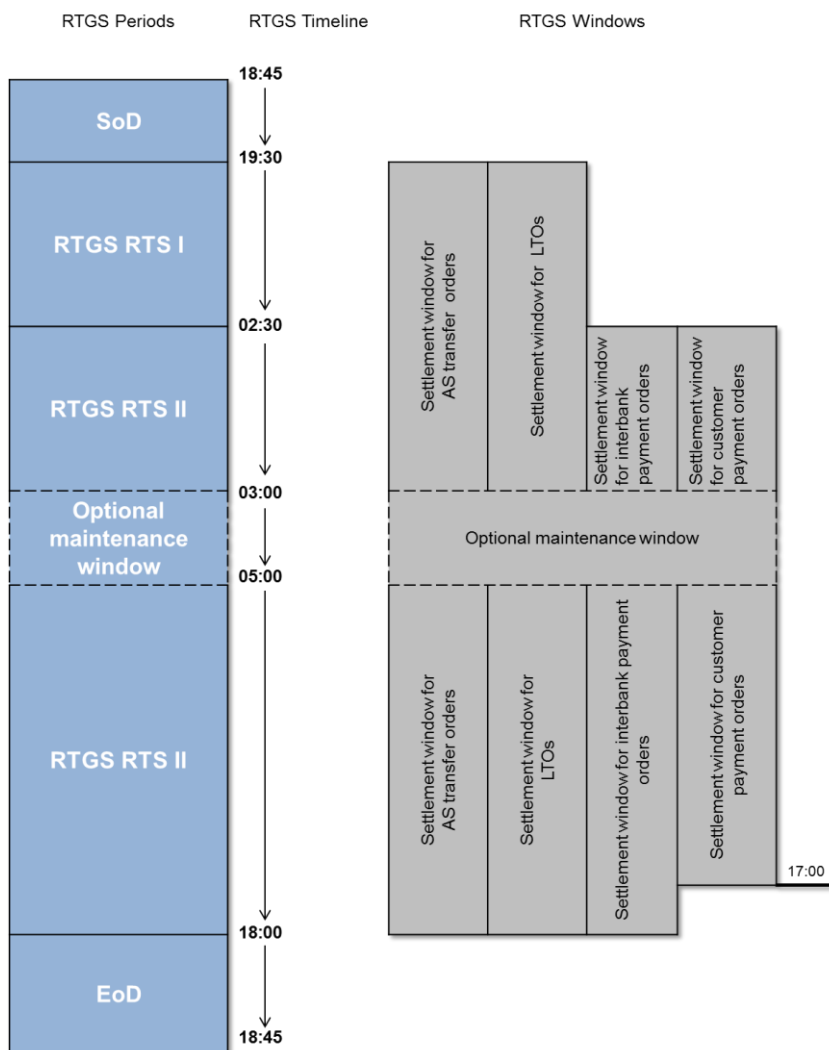 RTGS Periods
RTGS Timeline
RTGS Windows
18:45
SoD
19:30
RTGS RTS I
Settlement window for
AS transfer orders
Settlement window for LTOs
02:30
RTGS RTS II
Settlement window
for interbank
payment orders
Settlement window
for customer
payment orders
03:00
Optional
maintenance
window
Optional maintenance window
05:00
RTGS RTS II
Settlement window for
AS transfer orders
Settlement window for
LTOs
Settlement window for interbank payment
orders
Settlement window for customer
payment orders
17:00
18:00
EoD
18:45